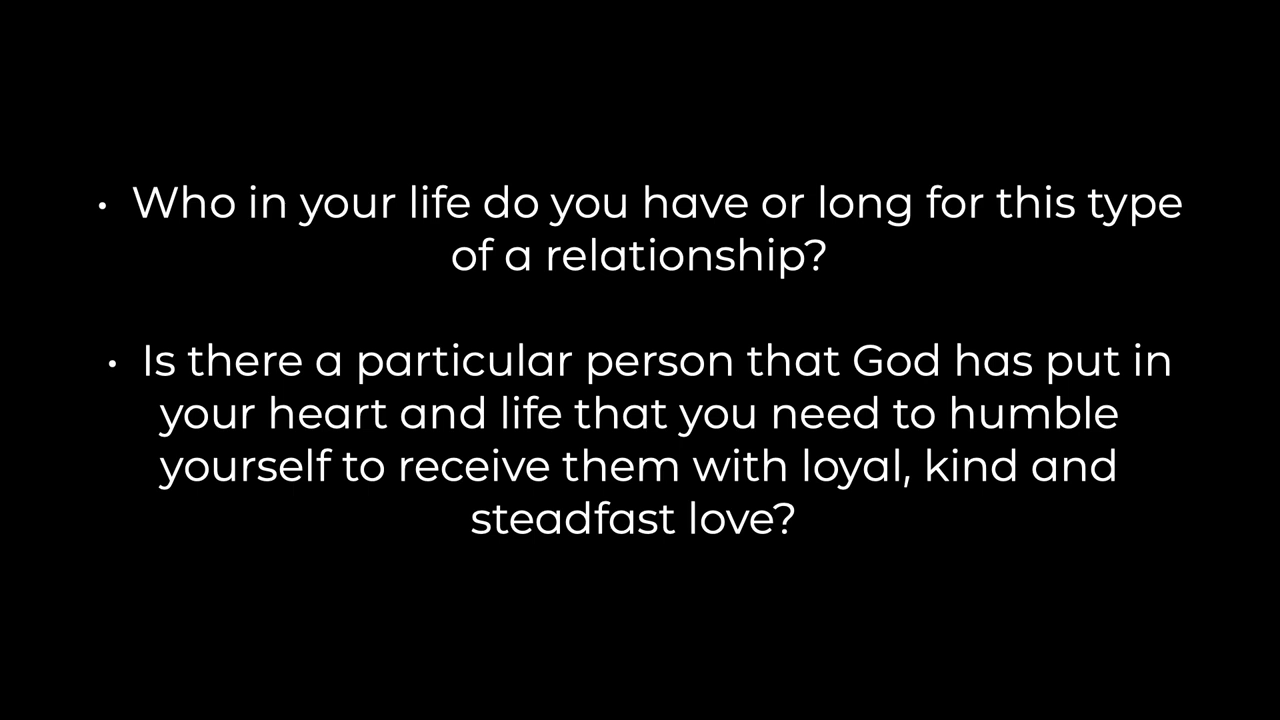 • Who in your life do you have or long for this type
of a relationship?
• Is there a particular person that God has put in
your heart and life that you need to humble
yourself to receive them with loyal, kind and
steadfast love?